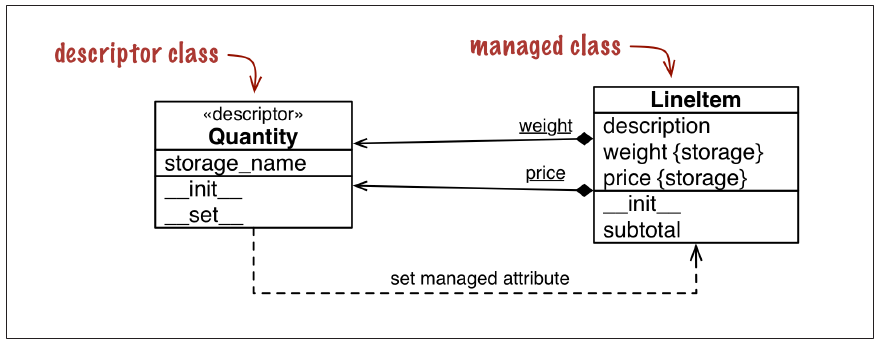 descriptor class
managed class
«descriptor»
Quantity
storage_name
__init__
__set__
weight
price
LineItem
description
weight {storage}
price {storage}
__init__
subtotal
set managed attribute